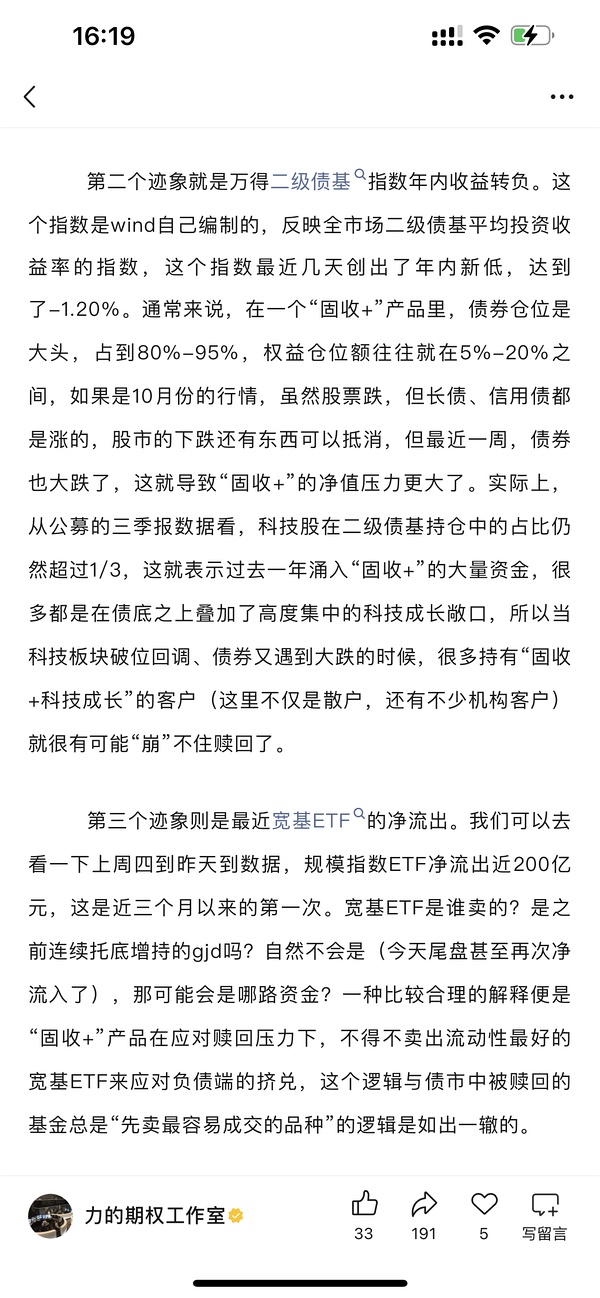 16:19
第二个迹象就是万得二级债基指数年内收益转负。这
个指数是wind自己编制的，反映全市场二级债基平均投资收
益率的指数，这个指数最近几天创出了年内新低，达到
了-1.20%。通常来说，在一个“固收+”产品里，债券仓位是
大头，占到80%-95%，权益仓位额往往就在5%-20%之
间，如果是10月份的行情，虽然股票跌，但长债、信用债都
是涨的，股市的下跌还有东西可以抵消，但最近一周，债券
也大跌了，这就导致“固收+”的净值压力更大了。实际上，
从公募的三季报数据看，科技股在二级债基持仓中的占比仍
然超过1/3，这就表示过去一年涌入“固收+”的大量资金，很
多都是在债底之上叠加了高度集中的科技成长敞口，所以当
科技板块破位回调、债券又遇到大跌的时候，很多持有“固收
+科技成长”的客户（这里不仅是散户，还有不少机构客户）
就很有可能“崩”不住赎回了。
第三个迹象则是最近宽基ETF的净流出。我们可以去
看一下上周四到昨天到数据，规模指数ETF净流出近200亿
元，这是近三个月以来的第一次。宽基ETF是谁卖的？是之
前连续托底增持的gjd吗？自然不会是（今天尾盘甚至再次净
流入了），那可能会是哪路资金？一种比较合理的解释便是
“固收+”产品在应对赎回压力下，不得不卖出流动性最好的
宽基ETF来应对负债端的挤兑，这个逻辑与债市中被赎回的
基金总是“先卖最容易成交的品种”的逻辑是如出一辙的。
力的期权工作室
33
191
5
写留言